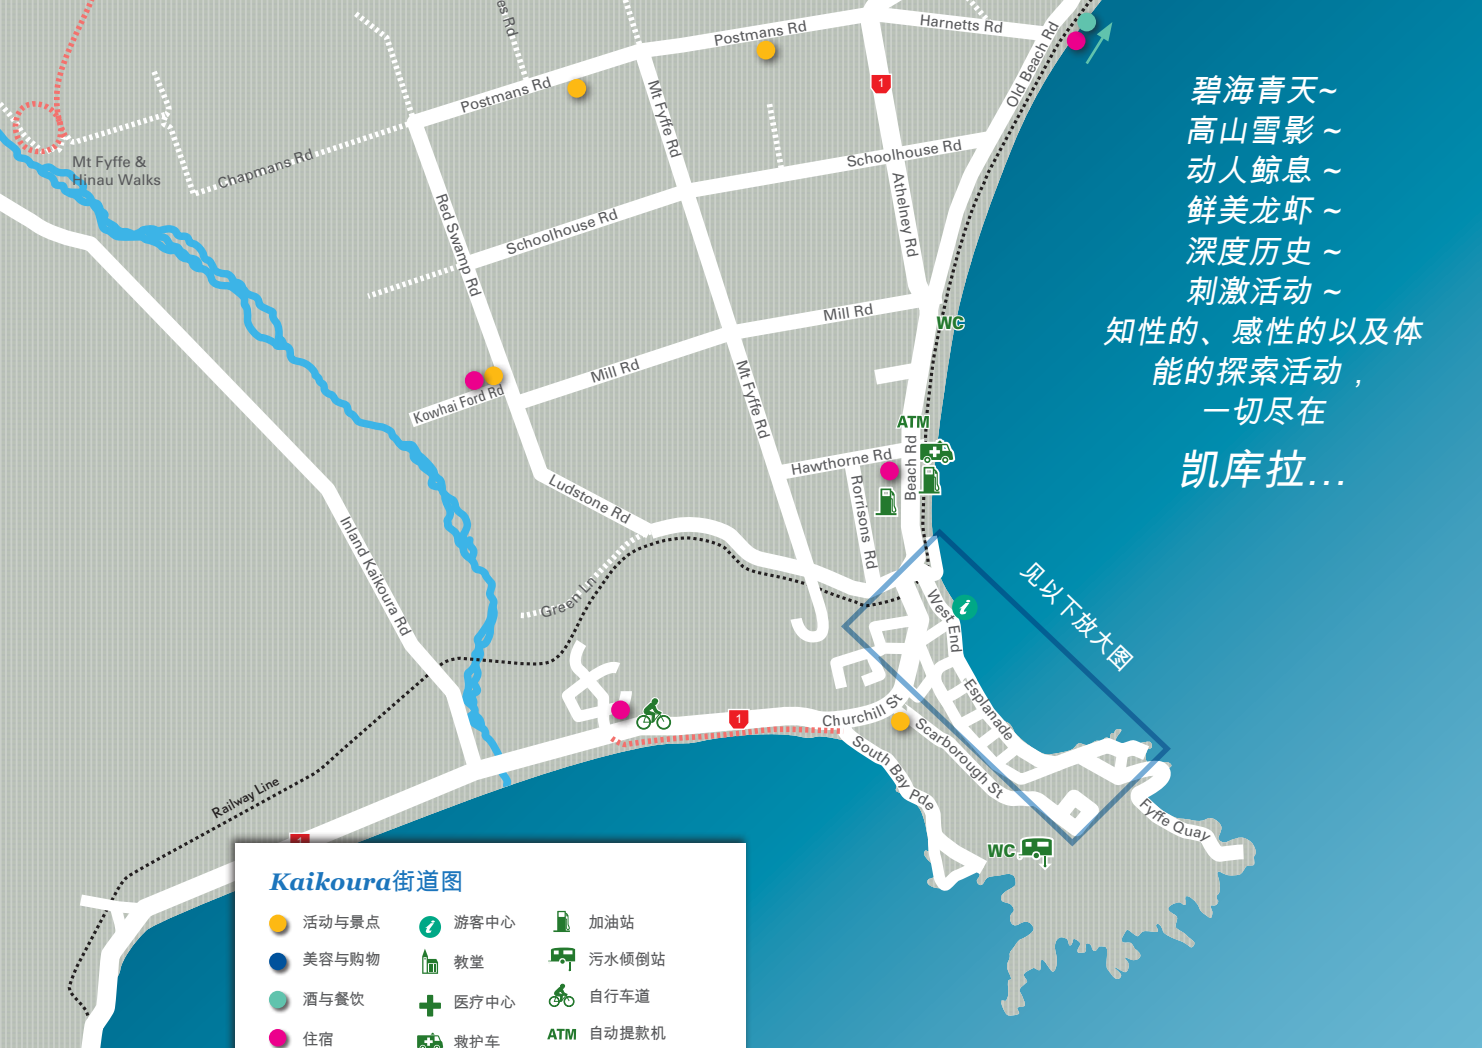 es Rd
Postmans Rd
Harnetts Rd
Old Beach Rd
1
Postmans Rd
Mt Fyffe Rd
Mt Fyffe &
Hinau Walks
Chapmans Rd
Schoolhouse Rd
Athelney Rd
Red Swamp Rd
Schoolhouse Rd
Mill Rd
WC
Mill Rd
Kowhai Ford Rd
Mt Fyffe Rd
ATM
Hawthorne Rd
Beach Rd
Rorrisons Rd
Ludstone Rd
Inland Kaikoura Rd
Green Ln
West End
i
Esplanade
Churchill St
1
Scarborough St
South Bay Pde
Fyffe Quay
WC
Railway Line
1
碧海青天~
高山雪影 ~
动人鲸息 ~
鲜美龙虾 ~
深度历史 ~
刺激活动 ~
知性的、感性的以及体
能的探索活动，
一切尽在
凯库拉...
见以下放大图
Kaikoura街道图
活动与景点
美容与购物
酒与餐饮
住宿
i 游客中心
教堂
医疗中心
救护车
加油站
污水倾倒站
自行车道
ATM 自动提款机